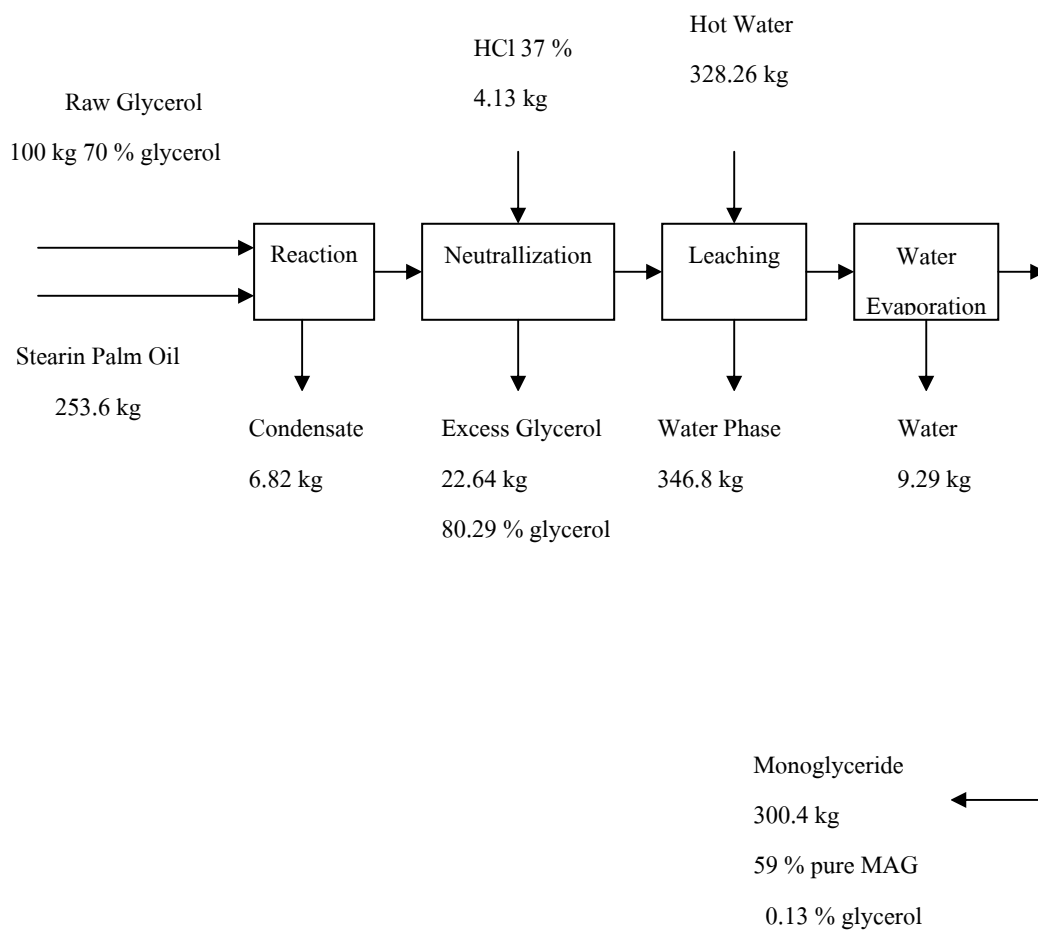 Hot Water
328.26 kg
HCl 37 %
4.13 kg
Raw Glycerol
100 kg 70 % glycerol
Reaction
Neutrallization
Leaching
Water
Evaporation
Stearin Palm Oil
253.6 kg
Condensate
6.82 kg
Excess Glycerol
22.64 kg
80.29 % glycerol
Water Phase
346.8 kg
Water
9.29 kg
Monoglyceride
300.4 kg
59 % pure MAG
0.13 % glycerol